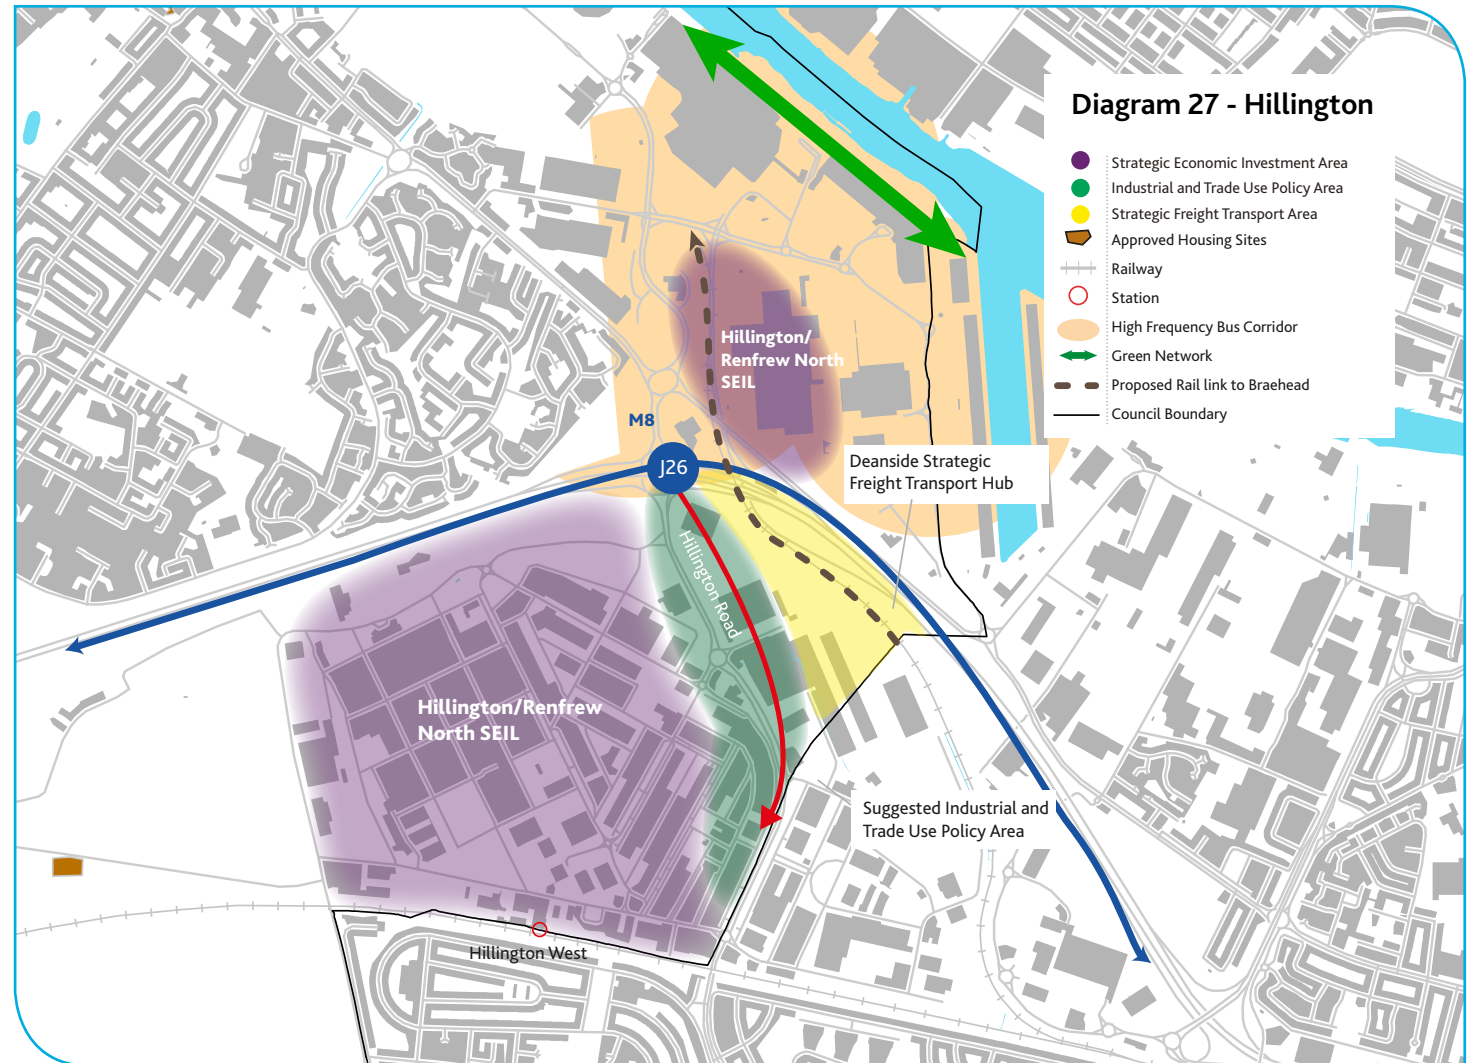 Diagram 27 - Hillington
Strategic Economic Investment Area
Industrial and Trade Use Policy Area
Strategic Freight Transport Area
Approved Housing Sites
Railway
Station
High Frequency Bus Corridor
Green Network
Proposed Rail link to Braehead
Council Boundary
Hillington/
Renfrew North
SEIL
M8
J26
Deanside Strategic
Freight Transport Hub
Hillington Road
Hillington/Renfrew
North SEIL
Suggested Industrial and
Trade Use Policy Area
Hillington West